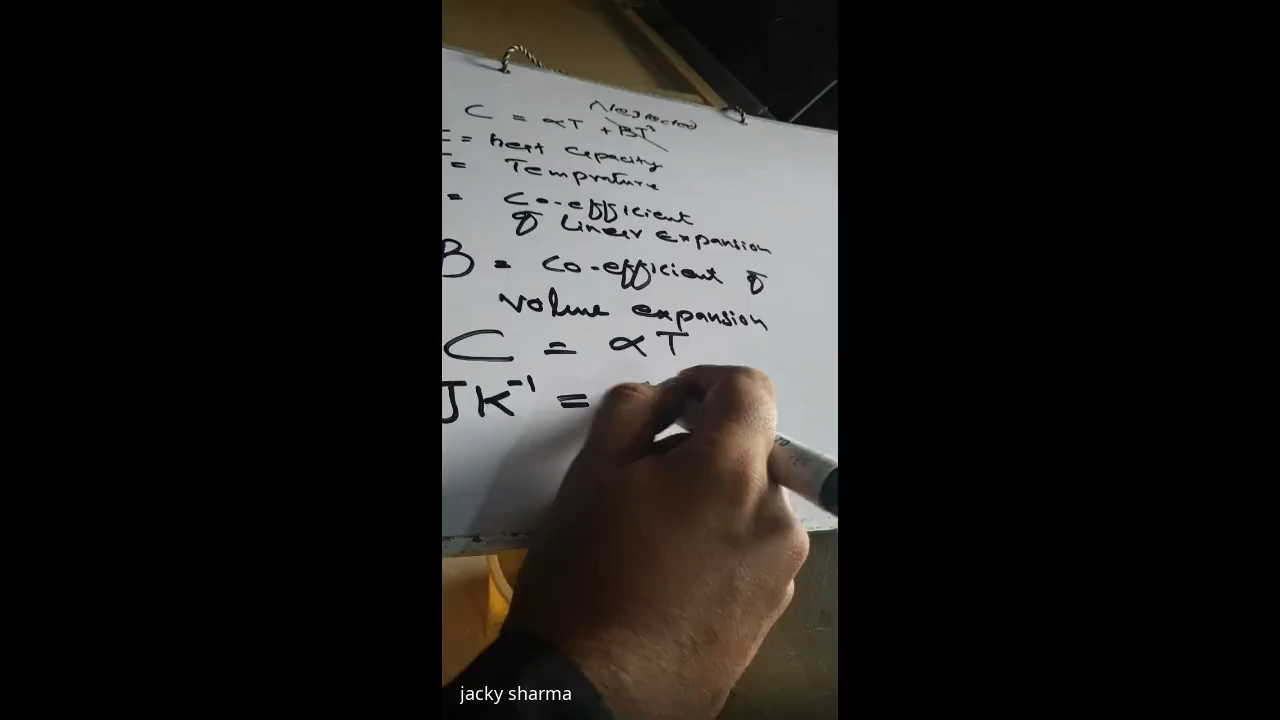 Neglected
C = αT + βT³
= heat capacity
= Temprature
= Co-efficient
of Linear expansion
B = Co-efficient of
volume expansion
C = αT
JK⁻¹ =
jacky sharma